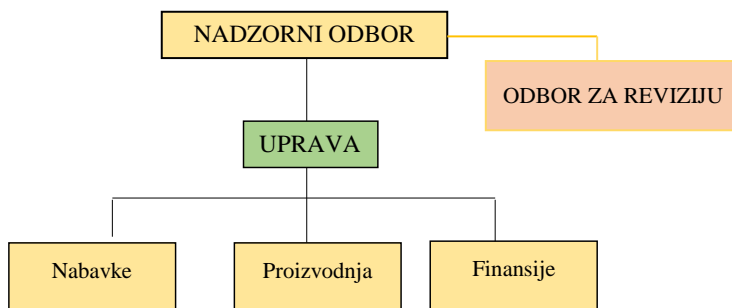 NADZORNI ODBOR
ODBOR ZA REVIZIJU
UPRAVA
Nabavke
Proizvodnja
Finansije